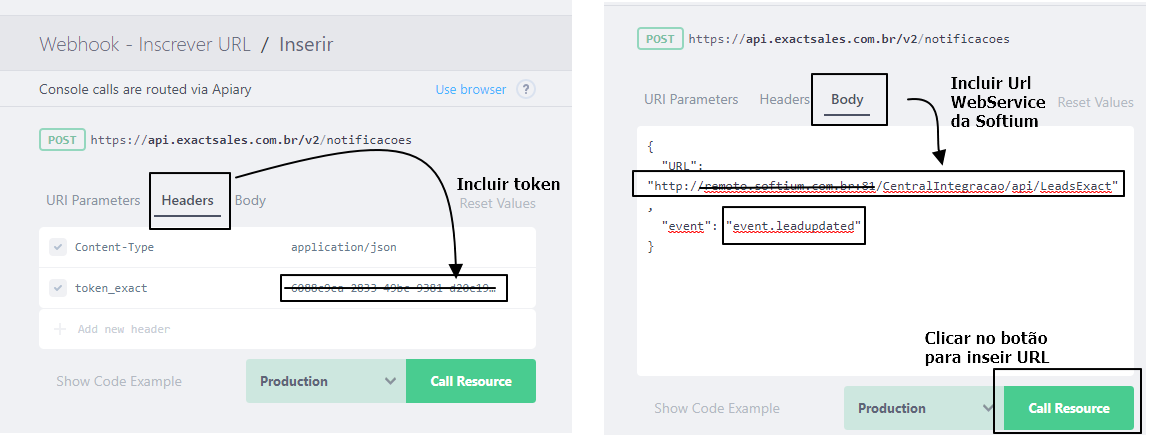 Webhook - Inscrever URL / Inserir
Console calls are routed via Apiary
Use browser ?
POST https://api.exactsales.com.br/v2/notificacoes
Incluir token
URI Parameters Headers Body
Reset Values
Content-Type application/json
token_exact
Add new header
Show Code Example Production Call Resource
POST https://api.exactsales.com.br/v2/notificacoes
Incluir Url
WebService
da Softium
URI Parameters Headers Body Reset Values
{
"URL":
"http://remoto.softium.com.br:81/CentralIntegracao/api/LeadsExact"
,
"event": "event.leadupdated"
}
Clicar no botão
para inseir URL
Show Code Example Production Call Resource